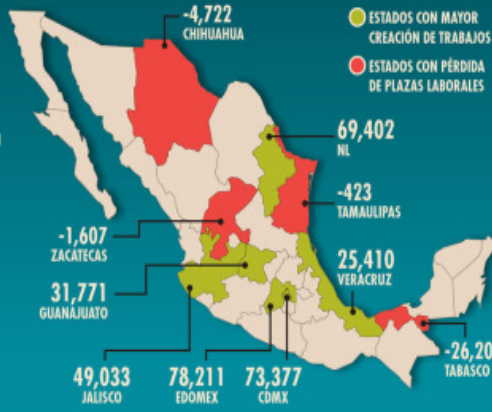 -4,722
CHIHUAHUA
ESTADOS CON MAYOR
CREACIÓN DE TRABAJOS
ESTADOS CON PÉRDIDA
DE PLAZAS LABORALES
69,402
NL
-423
TAMAULIPAS
-1,607
ZACATECAS
25,410
VERACRUZ
31,771
GUANAJUATO
-26,20
TABASCO
49,033
JALISCO
78,211
EDOMEX
73,377
CDMX